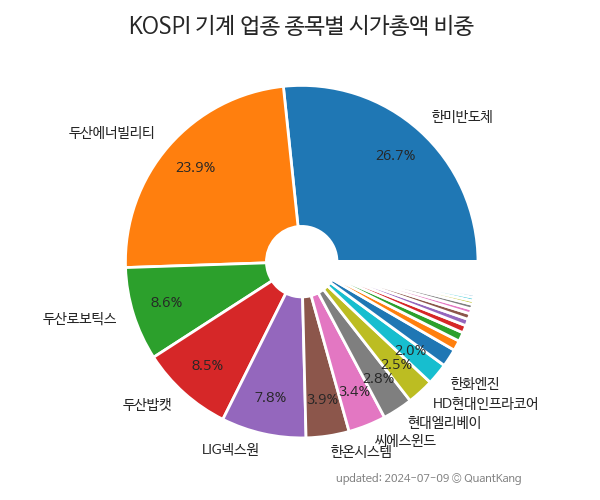 KOSPI 기계 업종 종목별 시가총액 비중
한미반도체
26.7%
두산에너빌리티
23.9%
두산로보틱스
8.6%
두산밥캣
8.5%
LIG넥스원
7.8%
한온시스템
3.9%
씨에스윈드
3.4%
현대엘리베이
2.8%
HD현대인프라코어
2.5%
한화엔진
2.0%
updated: 2024-07-09 © QuantKang